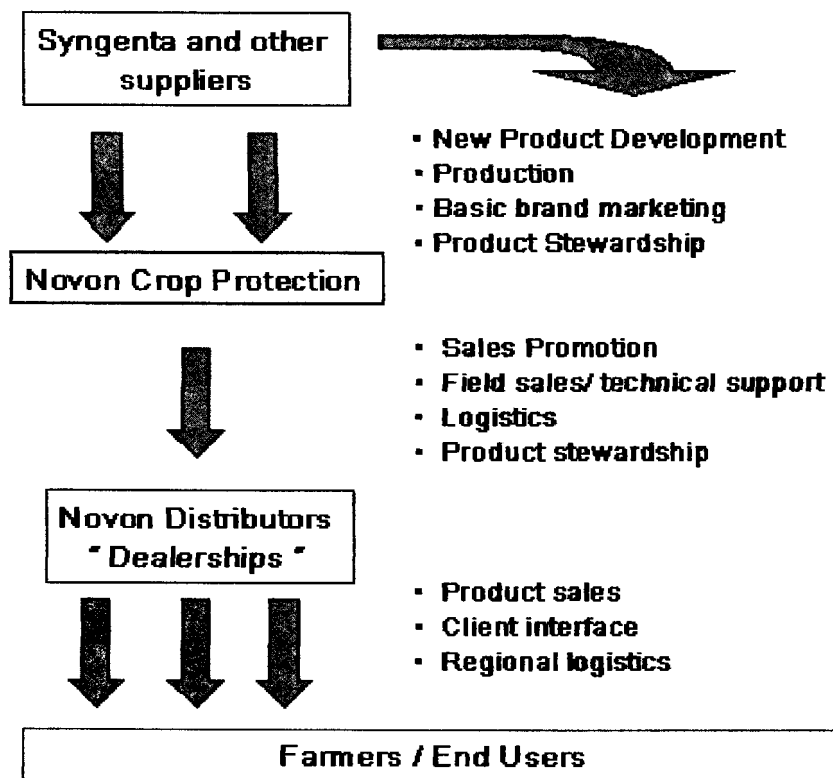 Syngenta and other
suppliers
▪ New Product Development
▪ Production
▪ Basic brand marketing
▪ Product Stewardship
Novon Crop Protection
▪ Sales Promotion
▪ Field sales/ technical support
▪ Logistics
▪ Product stewardship
Novon Distributors
" Dealerships "
▪ Product sales
▪ Client interface
▪ Regional logistics
Farmers / End Users